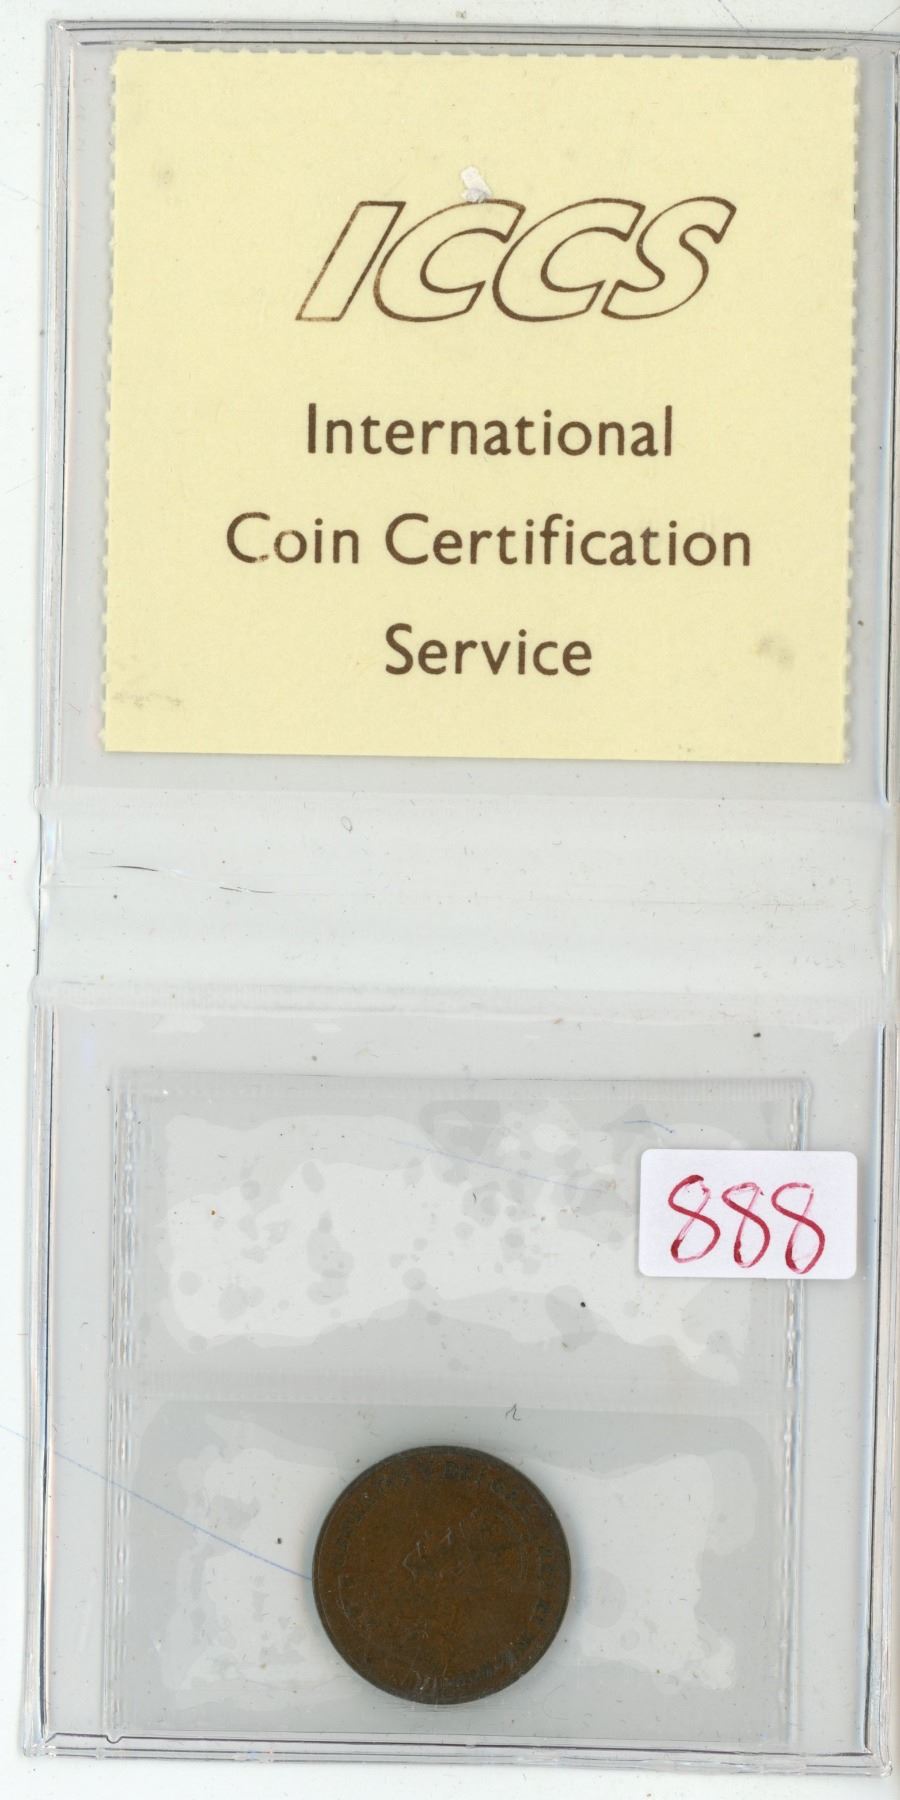 ICCS
International
Coin Certification
Service
888